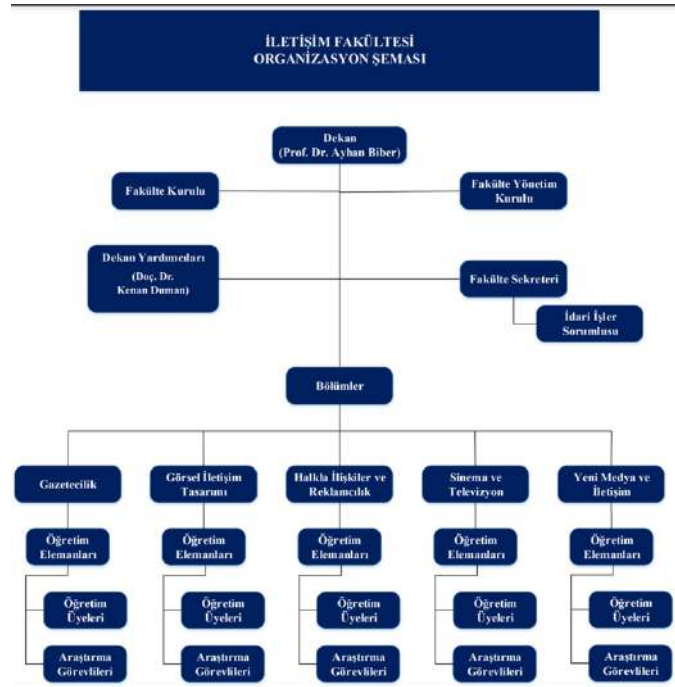 İLETİŞİM FAKÜLTESİ
ORGANİZASYON ŞEMASI
Dekan
(Prof. Dr. Ayhan Biber)
Fakülte Kurulu
Fakülte Yönetim
Kurulu
Dekan Yardımcıları
(Doç. Dr.
Kenan Duman)
Fakülte Sekreteri
İdari İşler
Sorumlusu
Bölümler
Gazetecilik
Görsel İletişim
Tasarımı
Halkla İlişkiler ve
Reklamcılık
Sinema ve
Televizyon
Yeni Medya ve
İletişim
Öğretim
Elemanları
Öğretim
Elemanları
Öğretim
Elemanları
Öğretim
Elemanları
Öğretim
Elemanları
Öğretim
Üyeleri
Öğretim
Üyeleri
Öğretim
Üyeleri
Öğretim
Üyeleri
Öğretim
Üyeleri
Araştırma
Görevlileri
Araştırma
Görevlileri
Araştırma
Görevlileri
Araştırma
Görevlileri
Araştırma
Görevlileri